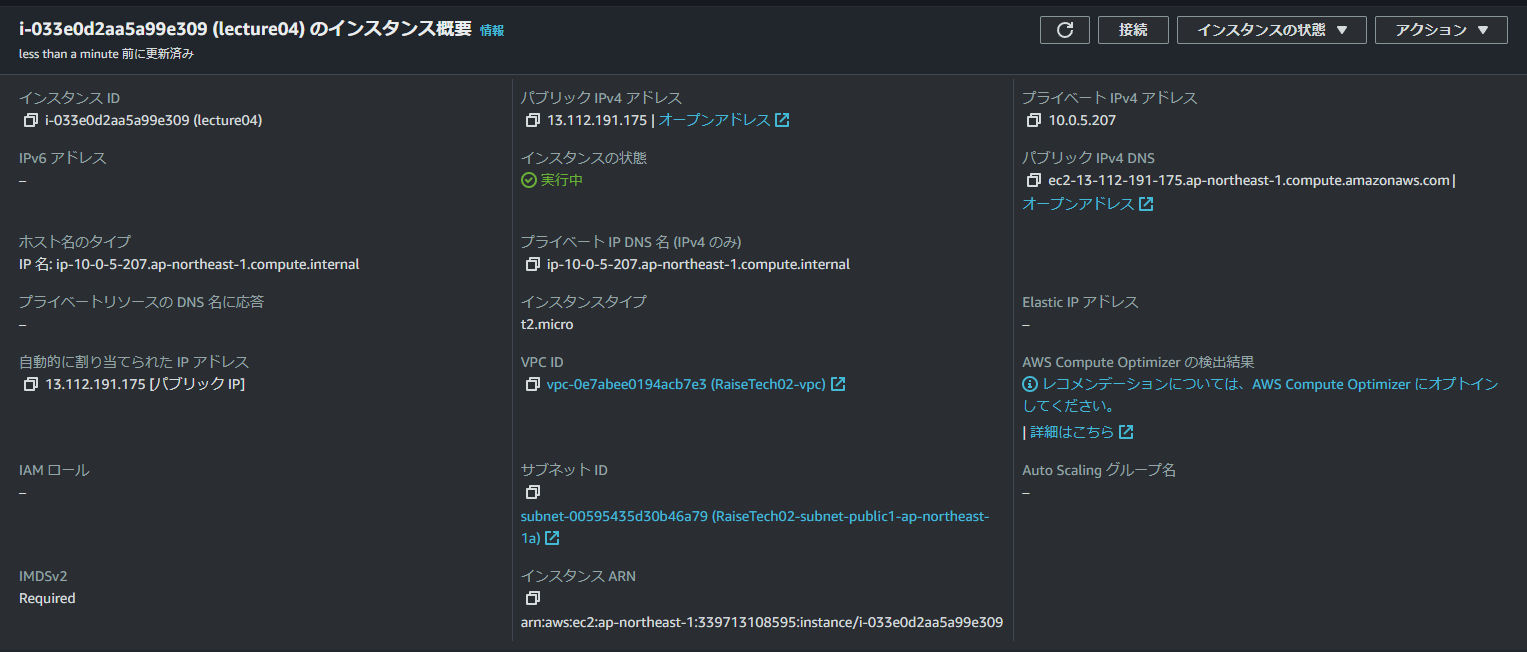 i-033e0d2aa5a99e309 (lecture04) のインスタンス概要 情報
less than a minute 前に更新済み
接続
インスタンスの状態
アクション
インスタンス ID
i-033e0d2aa5a99e309 (lecture04)
パブリック IPv4 アドレス
13.112.191.175 | オープンアドレス
プライベート IPv4 アドレス
10.0.5.207
IPv6 アドレス
–
インスタンスの状態
実行中
パブリック IPv4 DNS
ec2-13-112-191-175.ap-northeast-1.compute.amazonaws.com |
オープンアドレス
ホスト名のタイプ
IP 名: ip-10-0-5-207.ap-northeast-1.compute.internal
プライベート IP DNS 名 (IPv4 のみ)
ip-10-0-5-207.ap-northeast-1.compute.internal
プライベートリソースの DNS 名に応答
–
インスタンスタイプ
t2.micro
Elastic IP アドレス
–
自動的に割り当てられた IP アドレス
13.112.191.175 [パブリック IP]
VPC ID
vpc-0e7abee0194acb7e3 (RaiseTech02-vpc)
AWS Compute Optimizer の検出結果
レコメンデーションについては、AWS Compute Optimizer にオプトイン
してください。
| 詳細はこちら
IAM ロール
–
サブネット ID
subnet-00595435d30b46a79 (RaiseTech02-subnet-public1-ap-northeast-
1a)
Auto Scaling グループ名
–
IMDSv2
Required
インスタンス ARN
arn:aws:ec2:ap-northeast-1:339713108595:instance/i-033e0d2aa5a99e309